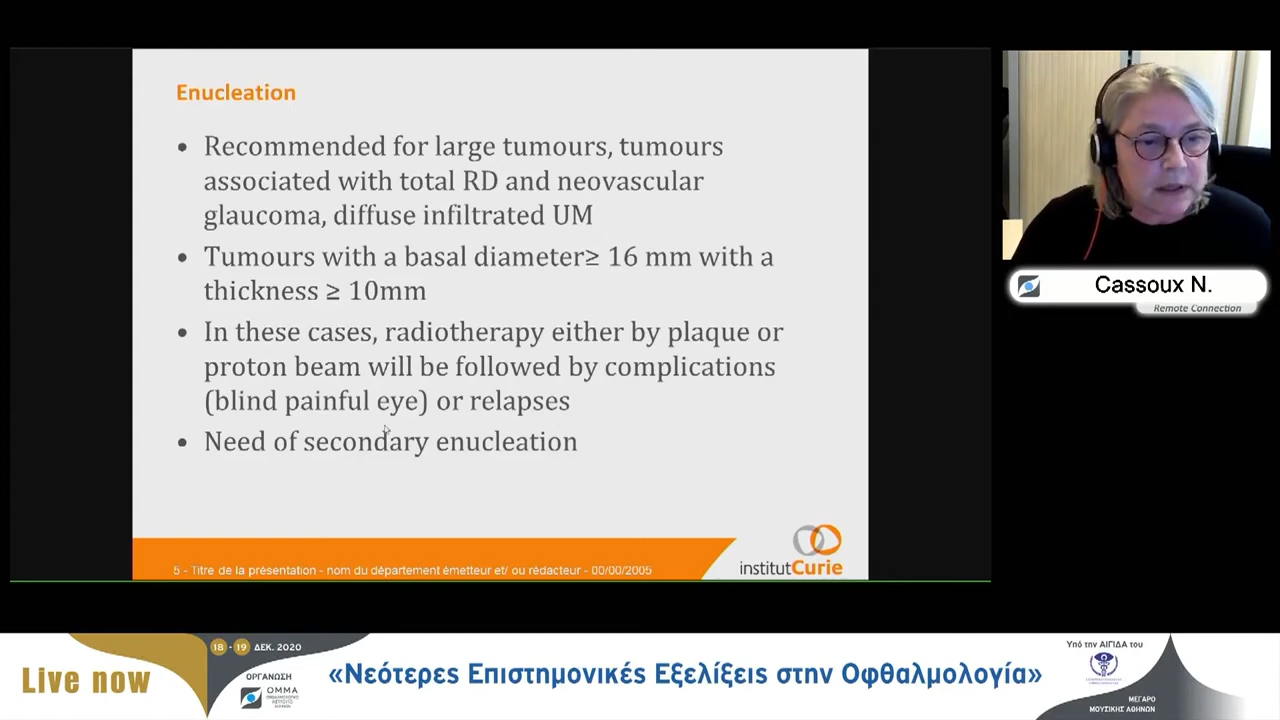 Enucleation
• Recommended for large tumours, tumours
associated with total RD and neovascular
glaucoma, diffuse infiltrated UM
• Tumours with a basal diameter≥ 16 mm with a
thickness ≥ 10mm
• In these cases, radiotherapy either by plaque or
proton beam will be followed by complications
(blind painful eye) or relapses
• Need of secondary enucleation
5 - Titre de la présentation - nom du département émetteur et/ ou rédacteur - 00/00/2005
institutCurie
Cassoux N.
Remote Connection
Live now
18 - 19 ΔΕΚ. 2020
ΟΡΓΑΝΩΣΗ
ΟΜΜΑ
«Νεότερες Επιστημονικές Εξελίξεις στην Οφθαλμολογία»
Υπό την ΑΙΓΙΔΑ του
ΜΕΓΑΡΟ
ΜΟΥΣΙΚΗΣ ΑΘΗΝΩΝ